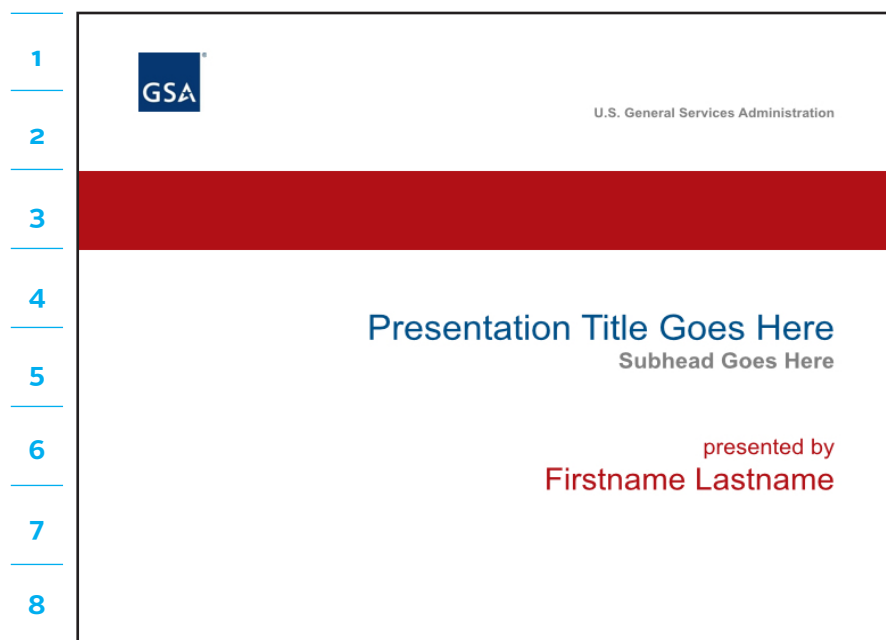 1
GSA®
2
U.S. General Services Administration
3
4
Presentation Title Goes Here
Subhead Goes Here
5
6
presented by
Firstname Lastname
7
8